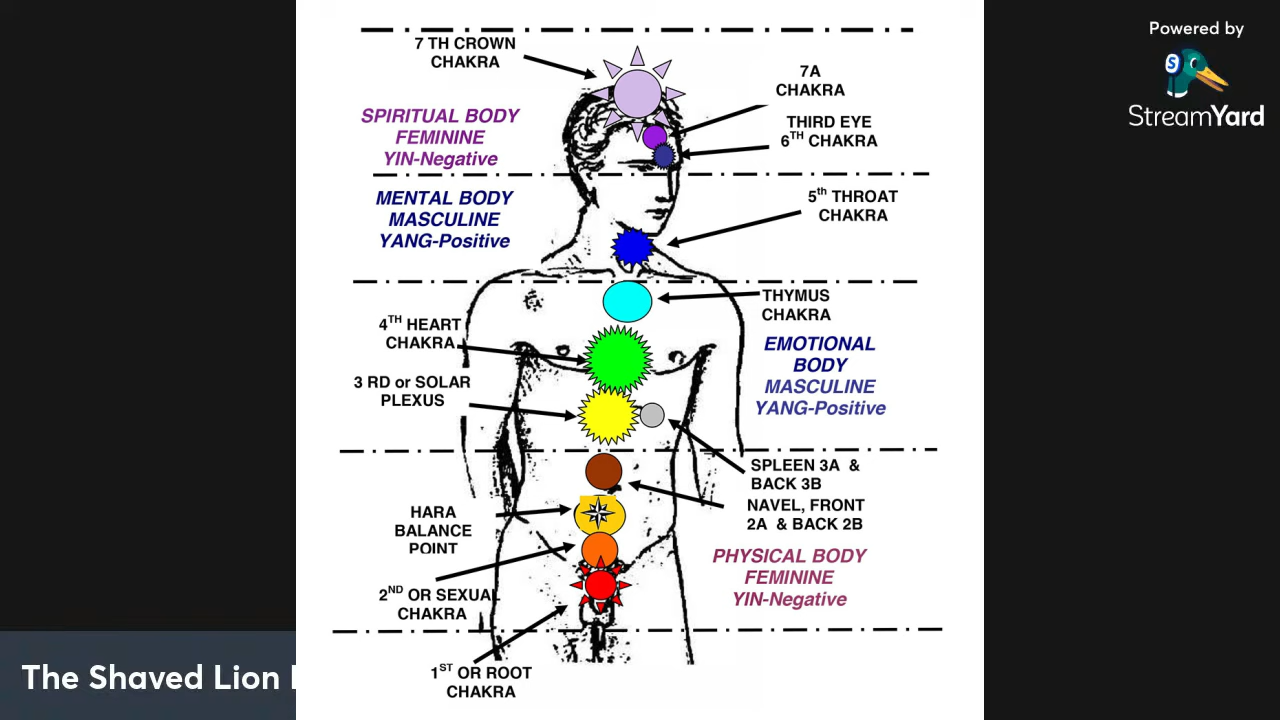 7 TH CROWN
CHAKRA
7A
CHAKRA
SPIRITUAL BODY
FEMININE
YIN-Negative
THIRD EYE
6TH CHAKRA
MENTAL BODY
MASCULINE
YANG-Positive
5th THROAT
CHAKRA
THYMUS
CHAKRA
4TH HEART
CHAKRA
EMOTIONAL
BODY
MASCULINE
YANG-Positive
3 RD or SOLAR
PLEXUS
SPLEEN 3A &
BACK 3B
NAVEL, FRONT
2A & BACK 2B
HARA
BALANCE
POINT
PHYSICAL BODY
FEMININE
YIN-Negative
2ND OR SEXUAL
CHAKRA
1ST OR ROOT
CHAKRA
Powered by
S
StreamYard
The Shaved Lion